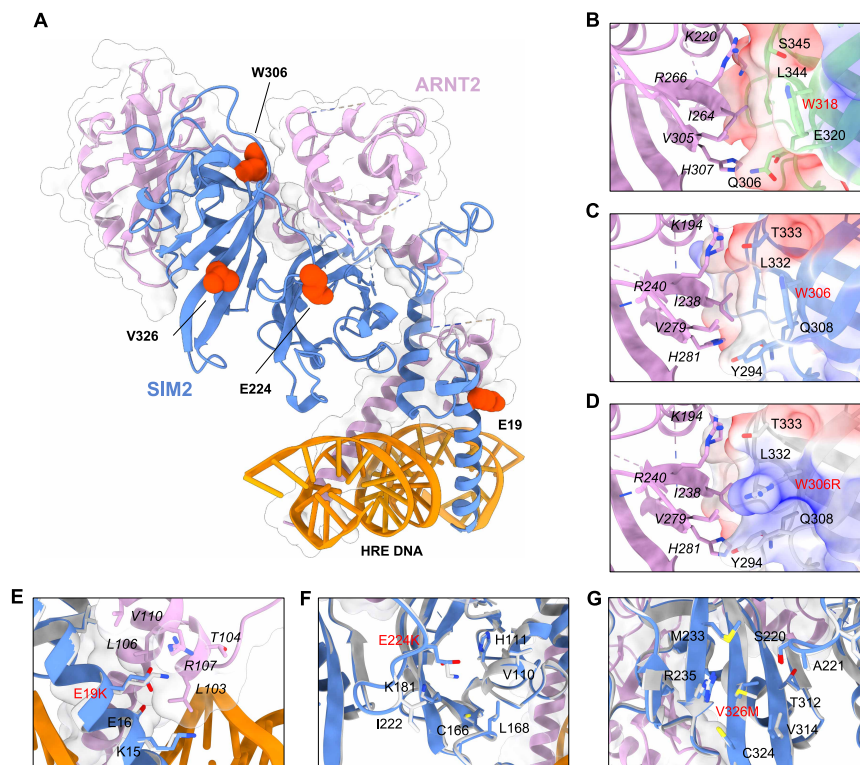 A
W306
ARNT2
V326
SIM2
E224
E19
HRE DNA
B
K220
S345
L344
R266
W318
I264
E320
V305
H307
Q306
C
K194
T333
L332
R240
W306
I238
Q308
V279
H281
Y294
D
K194
T333
L332
R240
W306R
I238
Q308
V279
H281
Y294
E
V110
T104
L106
R107
E19K
L103
E16
K15
F
E224K
H111
V110
K181
I222
C166
L168
G
M233
S220
A221
R235
T312
V326M
V314
C324